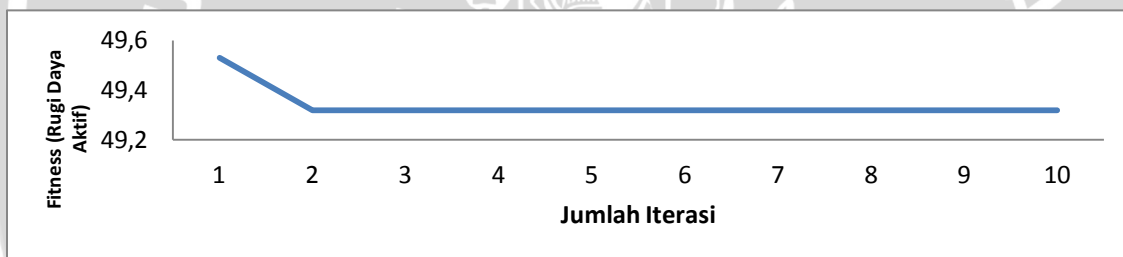 Fitness (Rugi Daya
Aktif)
49,6
49,4
49,2
1 2 3 4 5 6 7 8 9 10
Jumlah Iterasi